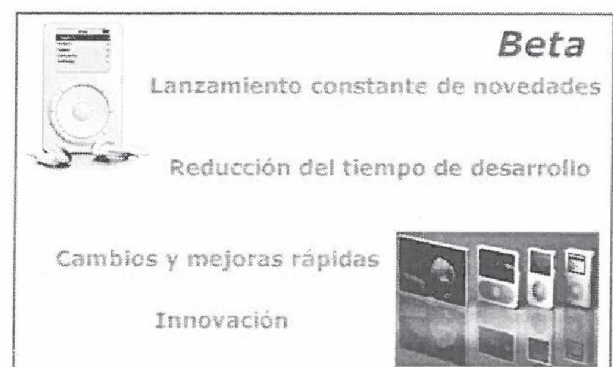 Beta
Lanzamiento constante de novedades
Reducción del tiempo de desarrollo
Cambios y mejoras rápidas
Innovación